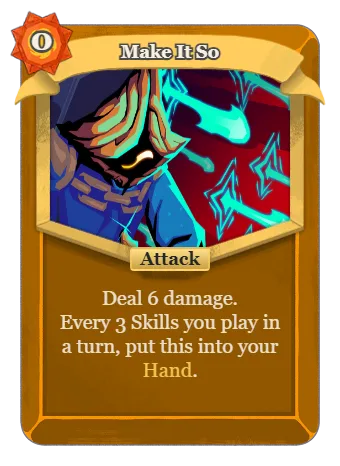 0
Make It So
Attack
Deal 6 damage.
Every 3 Skills you play in
a turn, put this into your
Hand.